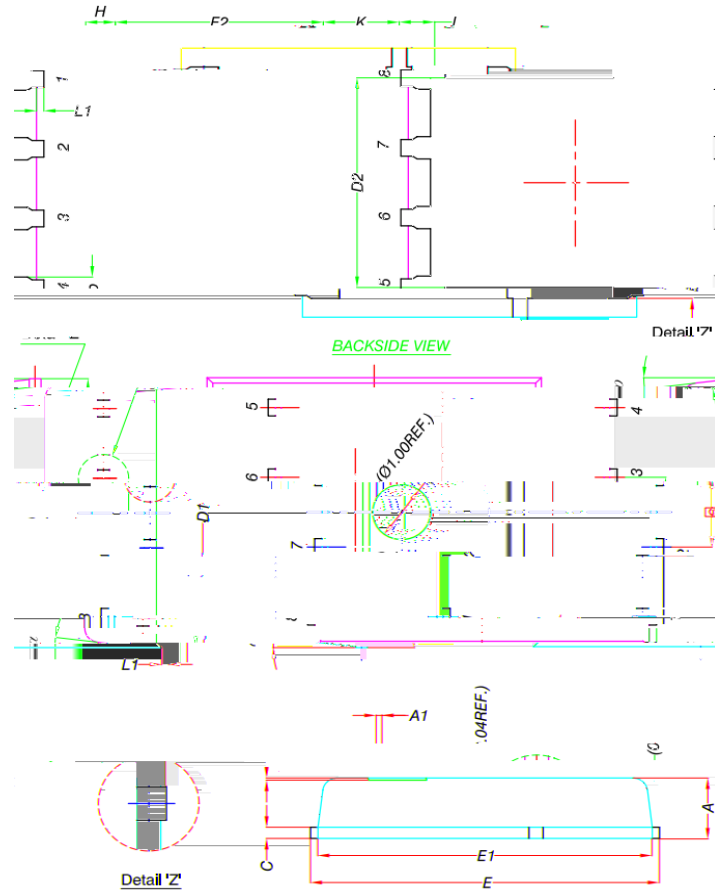 H
E2
K
1
8
L1
2
7
D2
3
6
4
5
Detail 'Z'
BACKSIDE VIEW
5
4
(Ø1.00REF.)
6
3
D1
7
8
L1
A1
.04REF.)
A
C
E1
E
Detail 'Z'